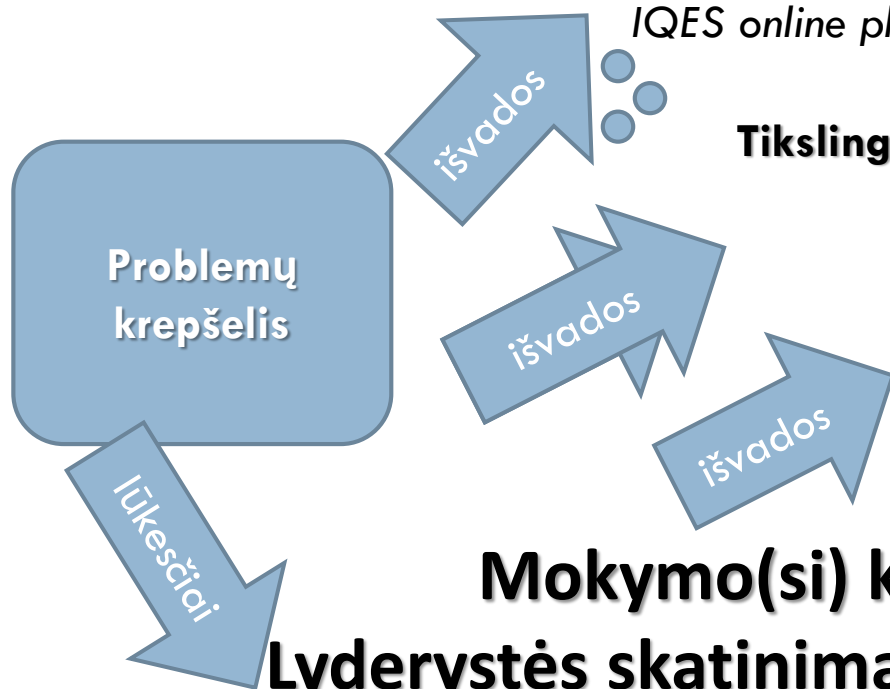 IQES online pl
išvados
Tiksling
Problemų
krepšelis
išvados
išvados
lūkesčiai
Mokymo(si) k
Lyderystės skatinima